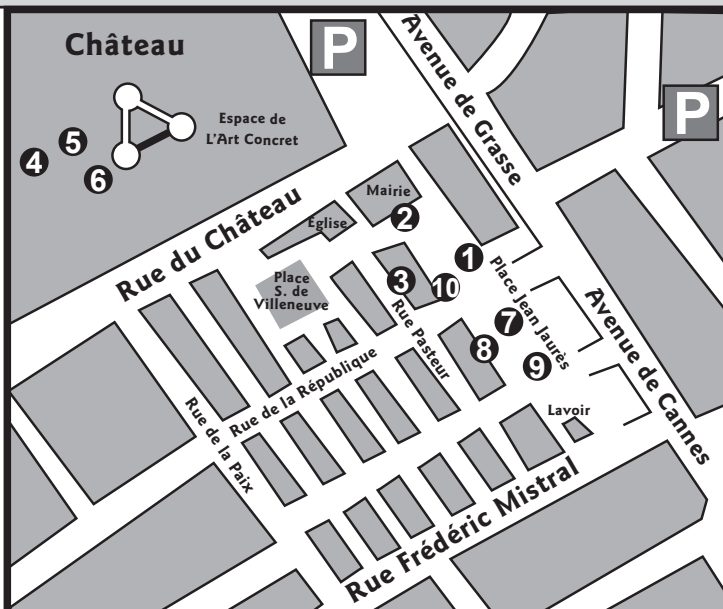 Château
P
Avenue de Grasse
P
Espace de
L'Art Concret
5
4
6
Mairie
2
Église
Rue du Château
1
Place Jean Jaurès
Place
S. de
Villeneuve
3
10
Rue Pasteur
7
8
9
Avenue de Cannes
Rue de la République
Rue de la Paix
Lavoir
Rue Frédéric Mistral